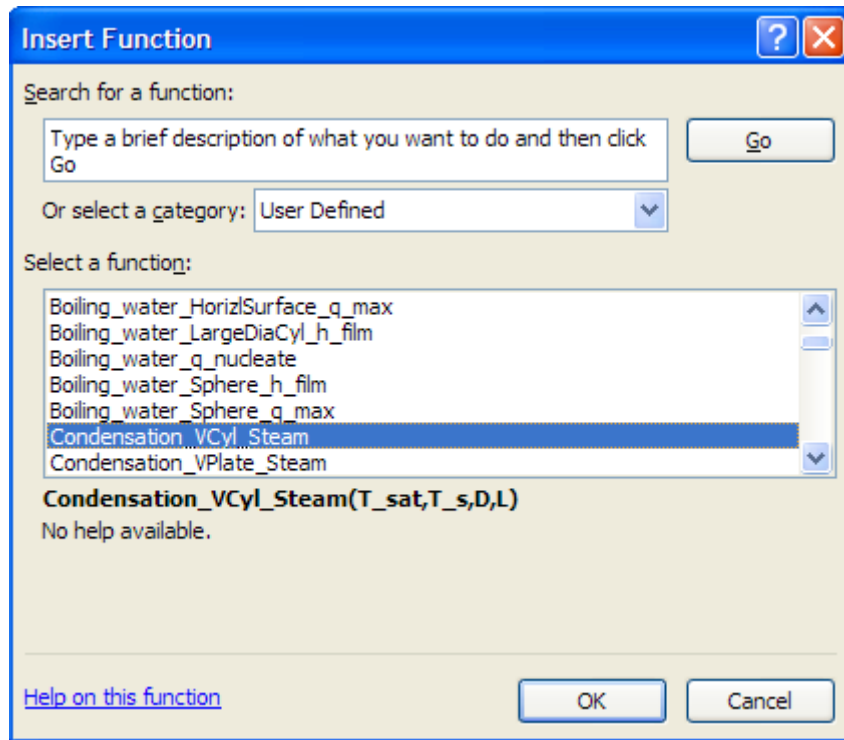 Insert Function
Search for a function:
Type a brief description of what you want to do and then click
Go
Go
Or select a category: User Defined
Select a function:
Boiling_water_HorizlSurface_q_max
Boiling_water_LargeDiaCyl_h_film
Boiling_water_q_nucleate
Boiling_water_Sphere_h_film
Boiling_water_Sphere_q_max
Condensation_VCyl_Steam
Condensation_VPlate_Steam
Condensation_VCyl_Steam(T_sat,T_s,D,L)
No help available.
Help on this function
OK
Cancel